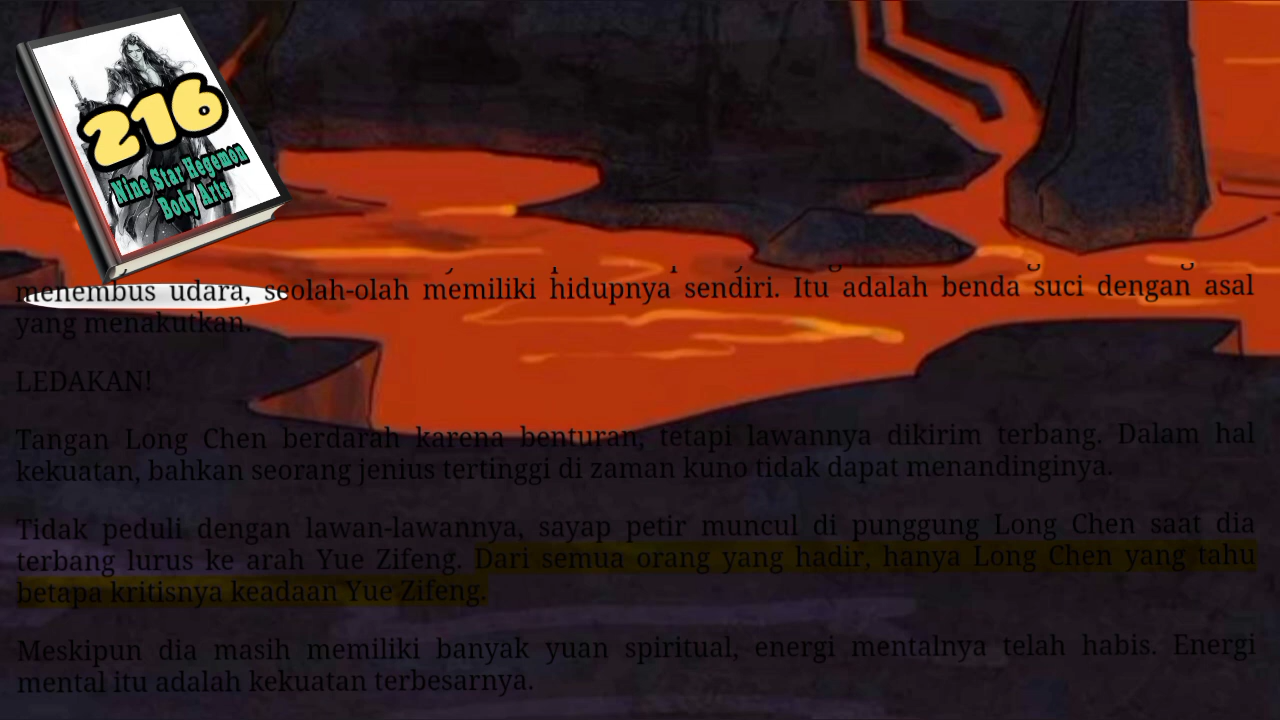 216
Nine Star Hegemon
Body Arts
menembus udara, seolah-olah memiliki hidupnya sendiri. Itu adalah benda suci dengan asal
yang menakutkan.
LEDAKAN!
Tangan Long Chen berdarah karena benturan, tetapi lawannya dikirim terbang. Dalam hal
kekuatan, bahkan seorang jenius tertinggi di zaman kuno tidak dapat menandinginya.
Tidak peduli dengan lawan-lawannya, sayap petir muncul di punggung Long Chen saat dia
terbang lurus ke arah Yue Zifeng. Dari semua orang yang hadir, hanya Long Chen yang tahu
betapa kritisnya keadaan Yue Zifeng.
Meskipun dia masih memiliki banyak yuan spiritual, energi mentalnya telah habis. Energi
mental itu adalah kekuatan terbesarnya.